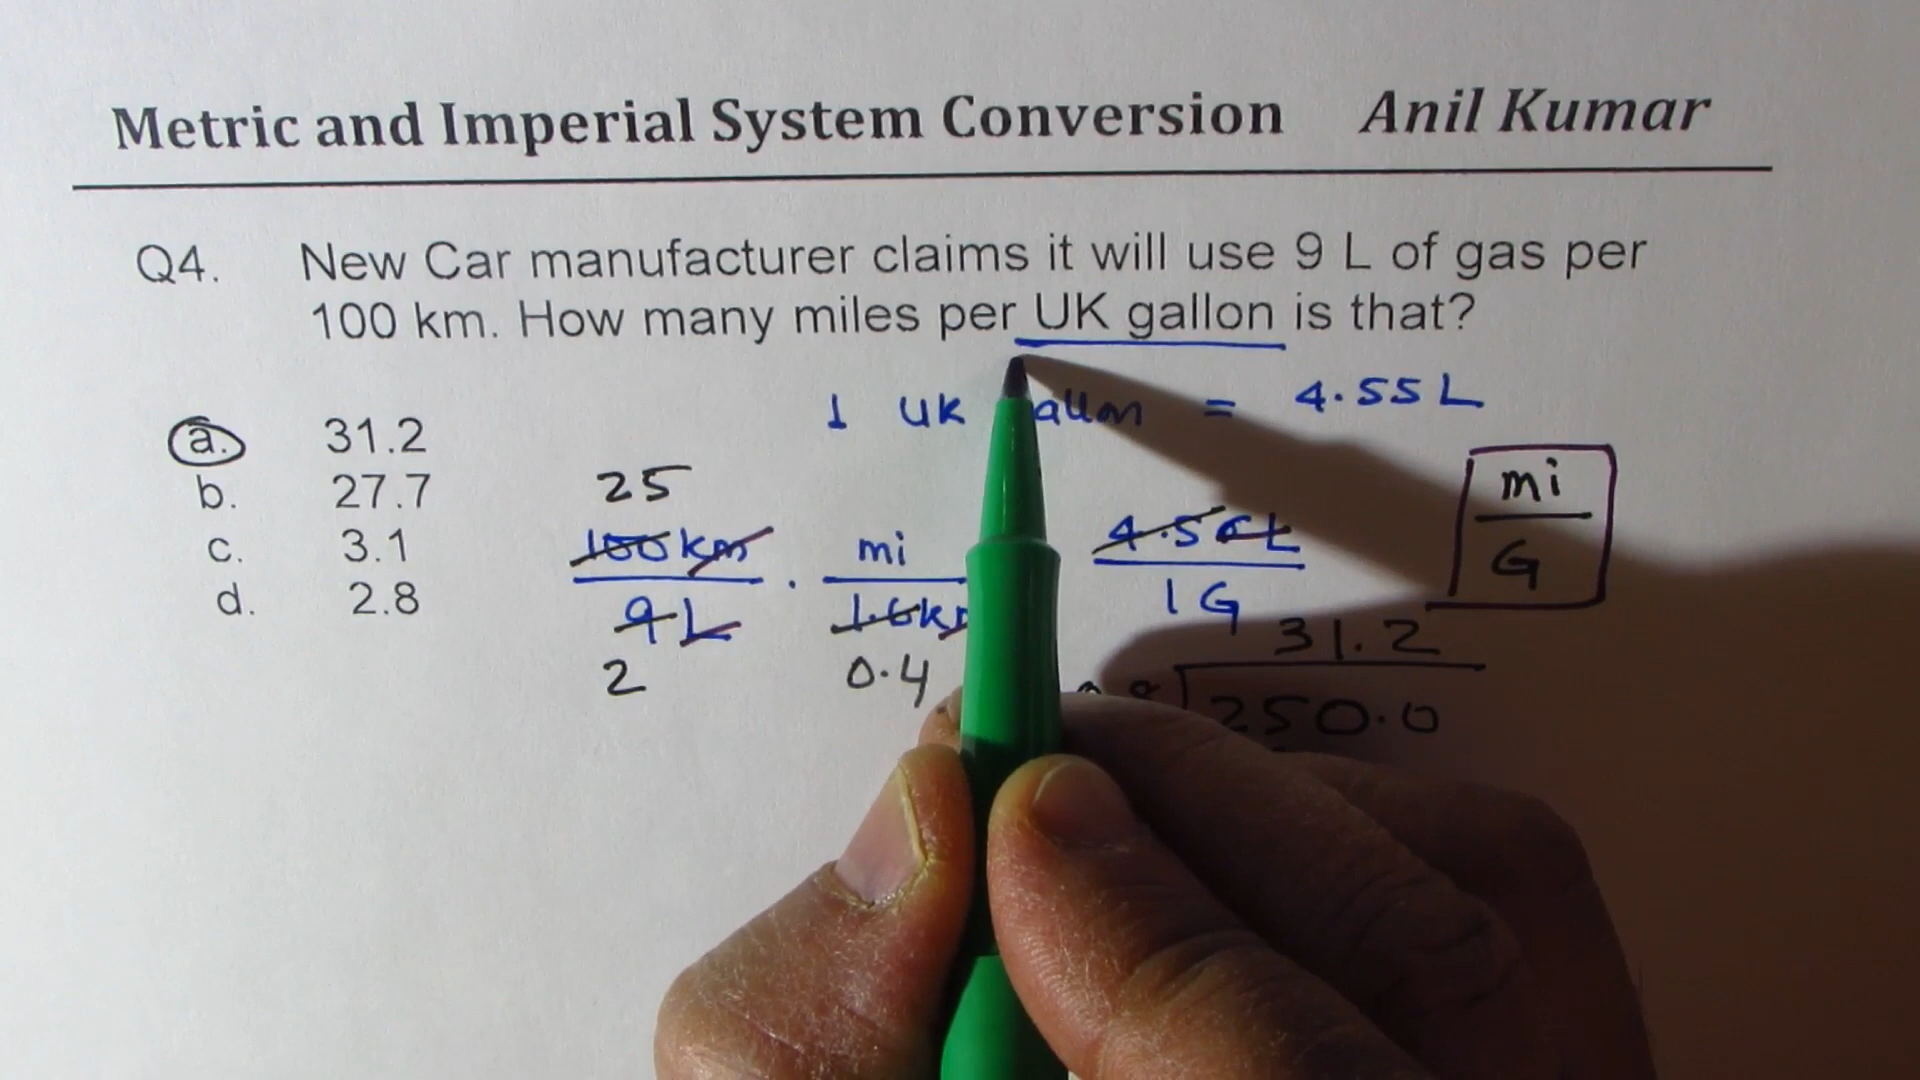 Metric and Imperial System Conversion Anil Kumar
Q4. New Car manufacturer claims it will use 9 L of gas per
100 km. How many miles per UK gallon is that?
1 UK allon = 4.55 L
a. 31.2
b. 27.7
c. 3.1
d. 2.8
25
100 km mi 4.5 L mi
9 L 1.6k 1 G G
2 0.4
31.2
250.0